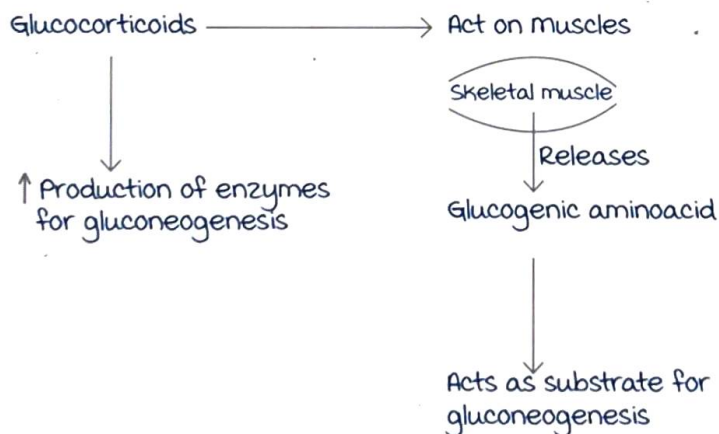 Glucocorticoids → Act on muscles
Skeletal muscle
Releases
↑ Production of enzymes
for gluconeogenesis
Glucogenic aminoacid
Acts as substrate for
gluconeogenesis